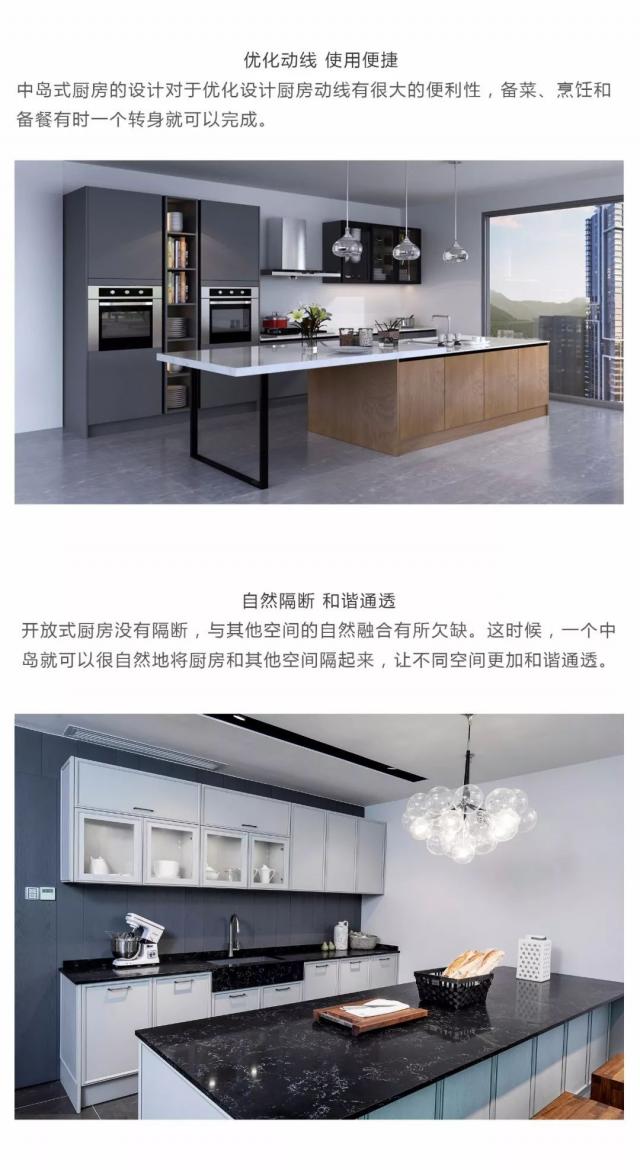 优化动线 使用便捷
中岛式厨房的设计对于优化设计厨房动线有很大的便利性，备菜、烹饪和
备餐有时一个转身就可以完成。
自然隔断 和谐通透
开放式厨房没有隔断，与其他空间的自然融合有所欠缺。这时候，一个中
岛就可以很自然地将厨房和其他空间隔起来，让不同空间更加和谐通透。